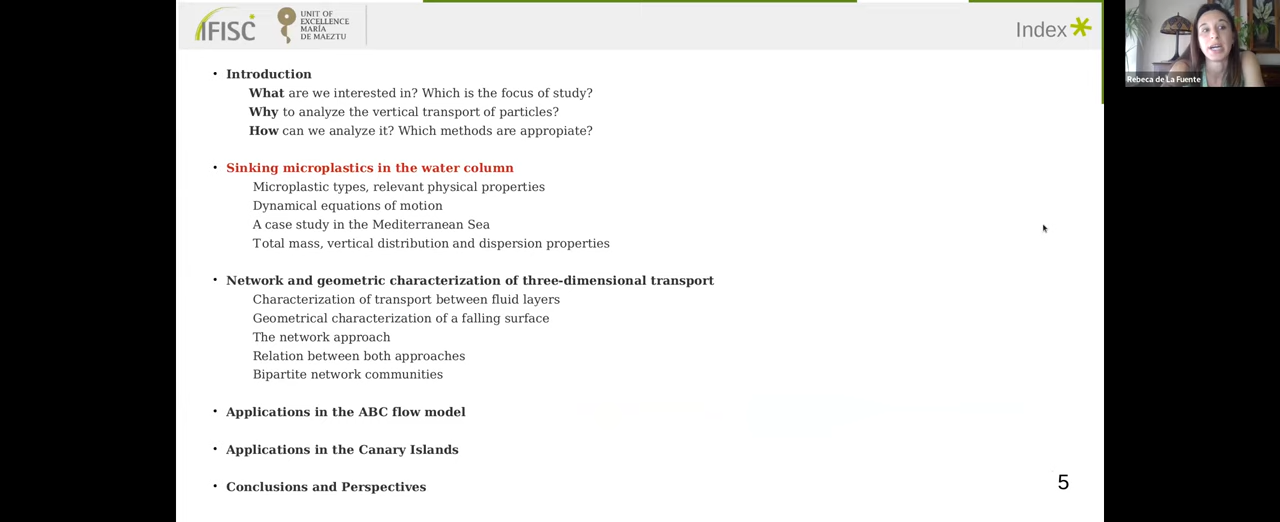 IFISC
UNIT OF
EXCELLENCE
MARÍA
DE MAEZTU
Index
Rebeca de La Fuente
• Introduction
What are we interested in? Which is the focus of study?
Why to analyze the vertical transport of particles?
How can we analyze it? Which methods are appropiate?
• Sinking microplastics in the water column
Microplastic types, relevant physical properties
Dynamical equations of motion
A case study in the Mediterranean Sea
Total mass, vertical distribution and dispersion properties
• Network and geometric characterization of three-dimensional transport
Characterization of transport between fluid layers
Geometrical characterization of a falling surface
The network approach
Relation between both approaches
Bipartite network communities
• Applications in the ABC flow model
• Applications in the Canary Islands
• Conclusions and Perspectives
5